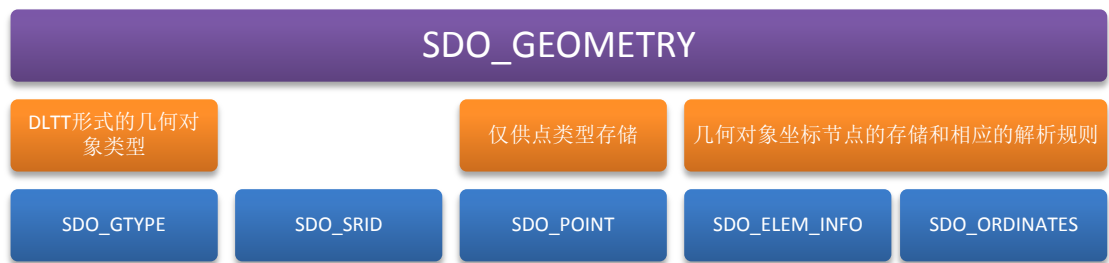 SDO_GEOMETRY
DLTT形式的几何对
象类型
仅供点类型存储
几何对象坐标节点的存储和相应的解析规则
SDO_GTYPE
SDO_SRID
SDO_POINT
SDO_ELEM_INFO
SDO_ORDINATES